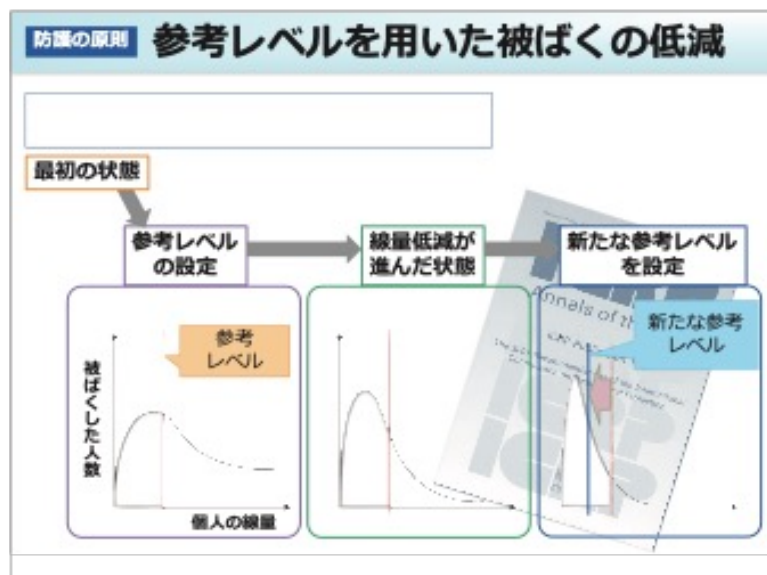 防護の原則 参考レベルを用いた被ばくの低減
最初の状態
参考レベル
の設定
線量低減が
進んだ状態
新たな参考レベル
を設定
参考
レベル
新たな参考
レベル
被ばくした人数
個人の線量
Annals of the
ICRP
ICRP